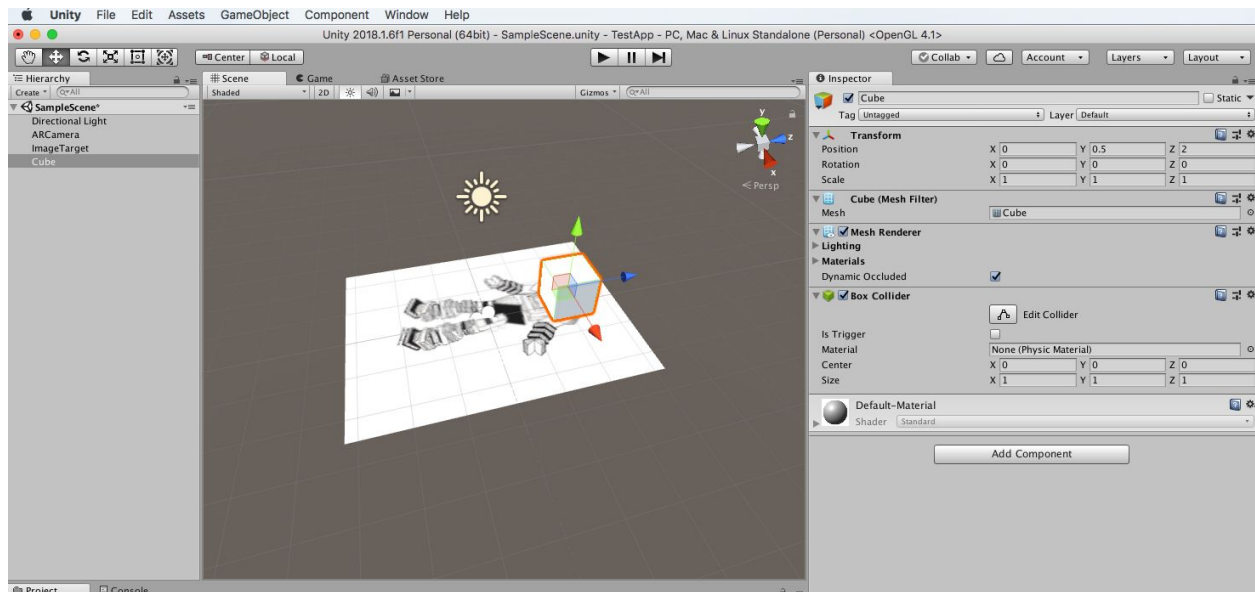 Unity File Edit Assets GameObject Component Window Help
Unity 2018.1.6f1 Personal (64bit) - SampleScene.unity - TestApp - PC, Mac & Linux Standalone (Personal) <OpenGL 4.1>
Center Local Collab Account Layers Layout
Hierarchy
Create All
SampleScene*
Directional Light
ARCamera
ImageTarget
Cube
Scene Game Asset Store
Shaded 2D Gizmos All
y
z
x
Persp
Inspector
Cube Static
Tag Untagged Layer Default
Transform
Position X 0 Y 0.5 Z 2
Rotation X 0 Y 0 Z 0
Scale X 1 Y 1 Z 1
Cube (Mesh Filter)
Mesh Cube
Mesh Renderer
Lighting
Materials
Dynamic Occluded
Box Collider
Edit Collider
Is Trigger
Material None (Physic Material)
Center X 0 Y 0 Z 0
Size X 1 Y 1 Z 1
Default-Material
Shader Standard
Add Component
Project Console